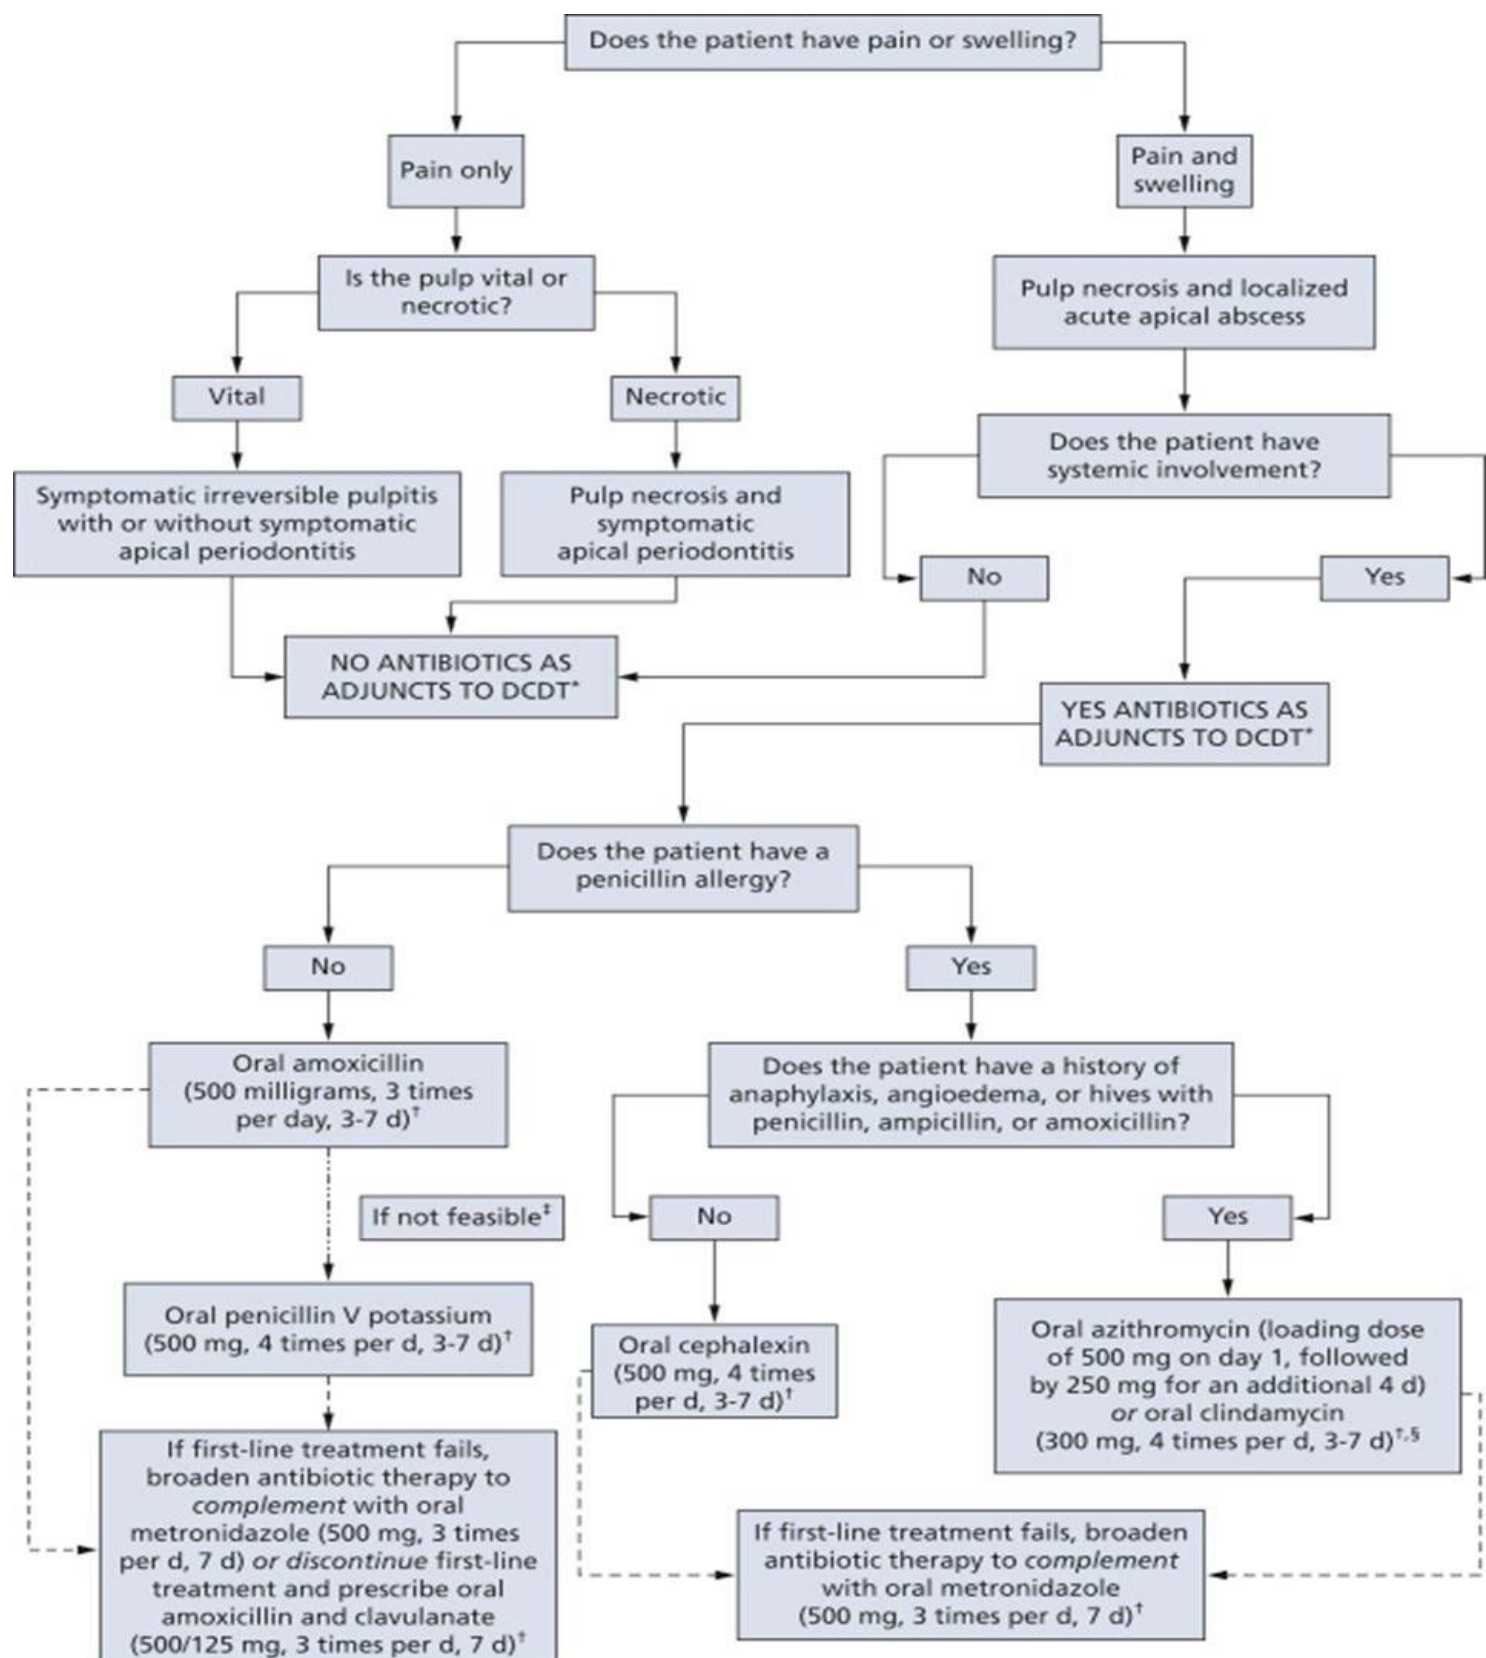 Does the patient have pain or swelling?
Pain only
Pain and
swelling
Is the pulp vital or
necrotic?
Pulp necrosis and localized
acute apical abscess
Vital
Necrotic
Does the patient have
systemic involvement?
Symptomatic irreversible pulpitis
with or without symptomatic
apical periodontitis
Pulp necrosis and
symptomatic
apical periodontitis
No
Yes
NO ANTIBIOTICS AS
ADJUNCTS TO DCDT*
YES ANTIBIOTICS AS
ADJUNCTS TO DCDT*
Does the patient have a
penicillin allergy?
No
Yes
Oral amoxicillin
(500 milligrams, 3 times
per day, 3-7 d)†
Does the patient have a history of
anaphylaxis, angioedema, or hives with
penicillin, ampicillin, or amoxicillin?
If not feasible‡
No
Yes
Oral penicillin V potassium
(500 mg, 4 times per d, 3-7 d)†
Oral cephalexin
(500 mg, 4 times
per d, 3-7 d)†
Oral azithromycin (loading dose
of 500 mg on day 1, followed
by 250 mg for an additional 4 d)
or oral clindamycin
(300 mg, 4 times per d, 3-7 d)†,§
If first-line treatment fails,
broaden antibiotic therapy to
complement with oral
metronidazole (500 mg, 3 times
per d, 7 d) or discontinue first-line
treatment and prescribe oral
amoxicillin and clavulanate
(500/125 mg, 3 times per d, 7 d)†
If first-line treatment fails, broaden
antibiotic therapy to complement
with oral metronidazole
(500 mg, 3 times per d, 7 d)†